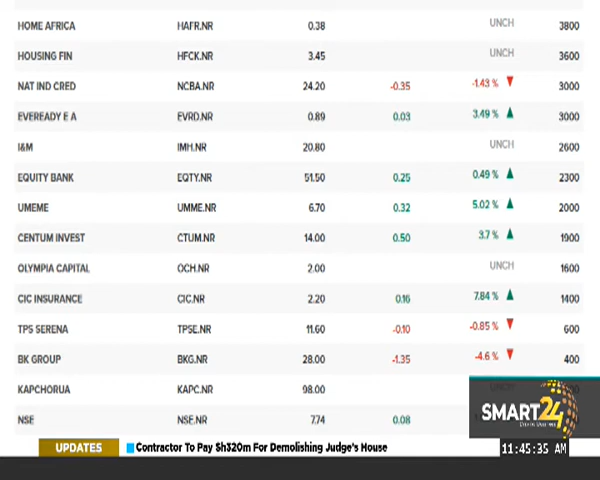 HOME AFRICA HAFR.NR 0.38 UNCH 3800
HOUSING FIN HFCK.NR 3.45 UNCH 3600
NAT IND CRED NCBA.NR 24.20 -0.35 -1.43 % ▼ 3000
EVEREADY E A EVRD.NR 0.89 0.03 3.49 % ▲ 3000
I&M IMH.NR 20.80 UNCH 2600
EQUITY BANK EQTY.NR 51.50 0.25 0.49 % ▲ 2300
UMEME UMME.NR 6.70 0.32 5.02 % ▲ 2000
CENTUM INVEST CTUM.NR 14.00 0.50 3.7 % ▲ 1900
OLYMPIA CAPITAL OCH.NR 2.00 UNCH 1600
CIC INSURANCE CIC.NR 2.20 0.16 7.84 % ▲ 1400
TPS SERENA TPSE.NR 11.60 -0.10 -0.85 % ▼ 600
BK GROUP BKG.NR 28.00 -1.35 -4.6 % ▼ 400
KAPCHORUA KAPC.NR 98.00 UNCH
NSE NSE.NR 7.74 0.08
SMART24
UPDATES Contractor To Pay Sh320m For Demolishing Judge's House 11:45:35 AM